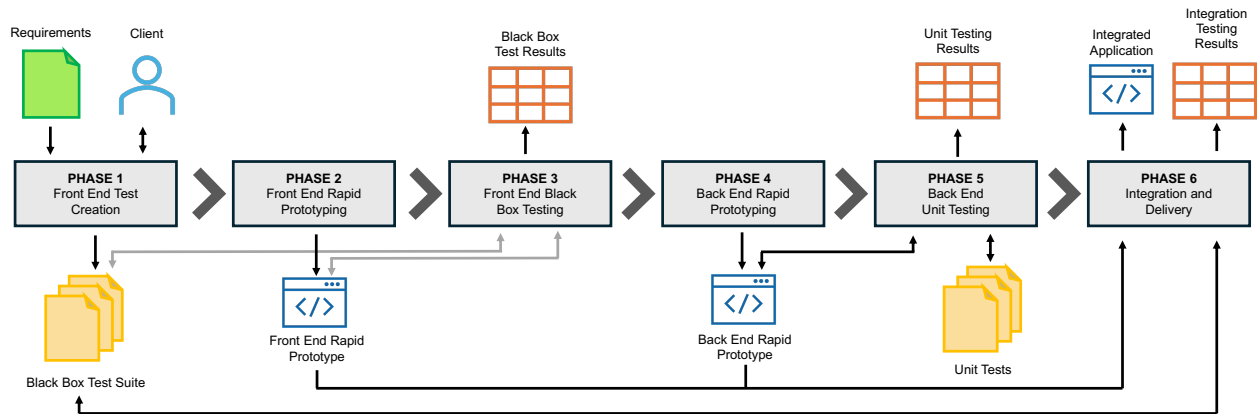 Requirements
Client
Black Box
Test Results
Unit Testing
Results
Integrated
Application
Integration
Testing
Results
PHASE 1
Front End Test
Creation
PHASE 2
Front End Rapid
Prototyping
PHASE 3
Front End Black
Box Testing
PHASE 4
Back End Rapid
Prototyping
PHASE 5
Back End
Unit Testing
PHASE 6
Integration and
Delivery
</>
</>
</>
Front End Rapid
Prototype
Back End Rapid
Prototype
Unit Tests
Black Box Test Suite